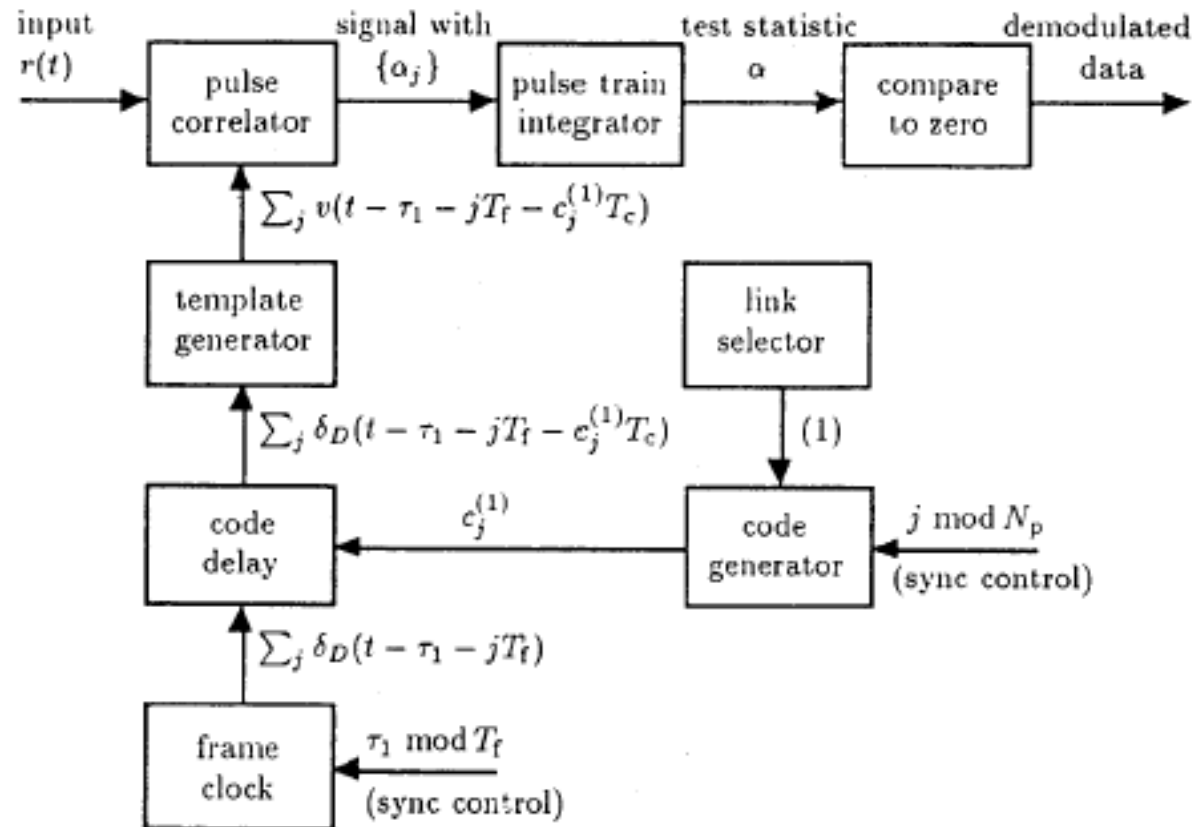 input
r(t)
pulse
correlator
signal with
{α_j}
pulse train
integrator
test statistic
α
compare
to zero
demodulated
data
∑_j v(t − τ_1 − jT_f − c_j^{(1)}T_c)
template
generator
link
selector
∑_j δ_D(t − τ_1 − jT_f − c_j^{(1)}T_c)
(1)
code
delay
c_j^{(1)}
code
generator
j mod N_p
(sync control)
∑_j δ_D(t − τ_1 − jT_f)
frame
clock
τ_1 mod T_f
(sync control)